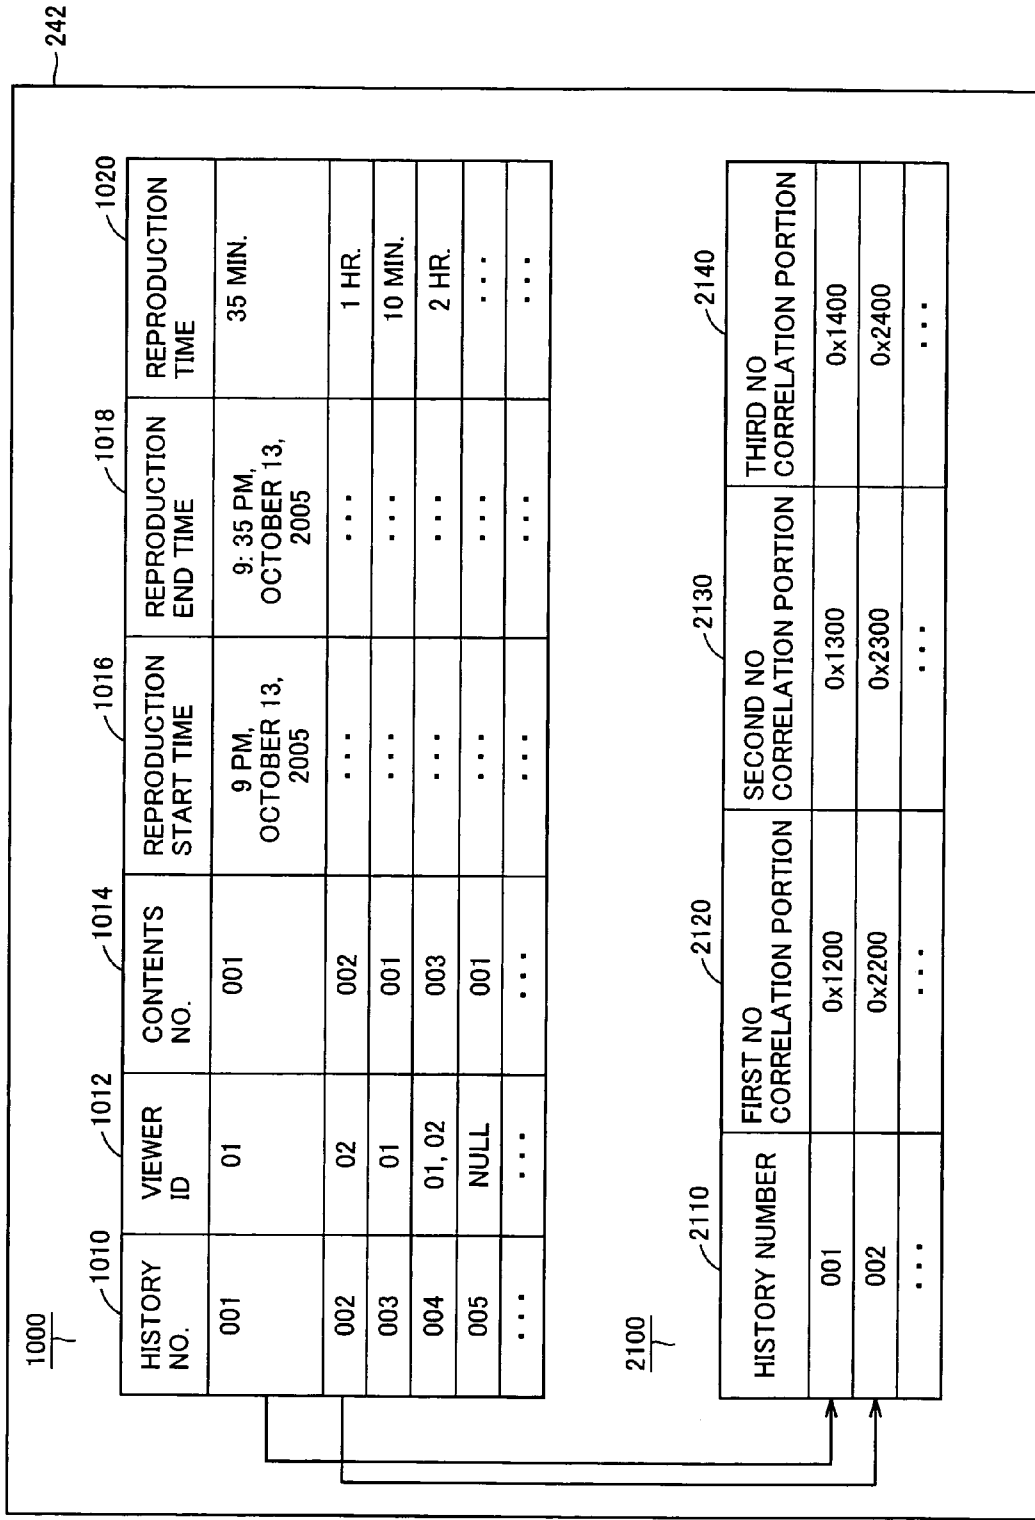 242
1000
1010
1012
1014
1016
1018
1020
HISTORY NO.
VIEWER ID
CONTENTS NO.
REPRODUCTION START TIME
REPRODUCTION END TIME
REPRODUCTION TIME
001
01
001
9 PM, OCTOBER 13, 2005
9: 35 PM, OCTOBER 13, 2005
35 MIN.
002
02
002
...
...
1 HR.
003
01
001
...
...
10 MIN.
004
01, 02
003
...
...
2 HR.
005
NULL
001
...
...
...
...
...
...
...
...
...
2100
2110
2120
2130
2140
HISTORY NUMBER
FIRST NO CORRELATION PORTION
SECOND NO CORRELATION PORTION
THIRD NO CORRELATION PORTION
001
0x1200
0x1300
0x1400
002
0x2200
0x2300
0x2400
...
...
...
...